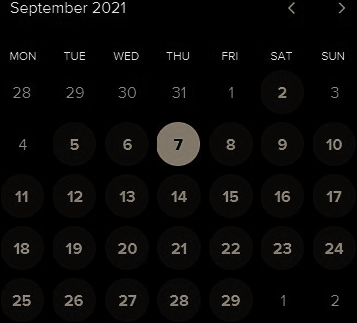 September 2021
MON TUE WED THU FRI SAT SUN
28 29 30 31 1 2 3
4 5 6 7 8 9 10
11 12 13 14 15 16 17
18 19 20 21 22 23 24
25 26 27 28 29 1 2